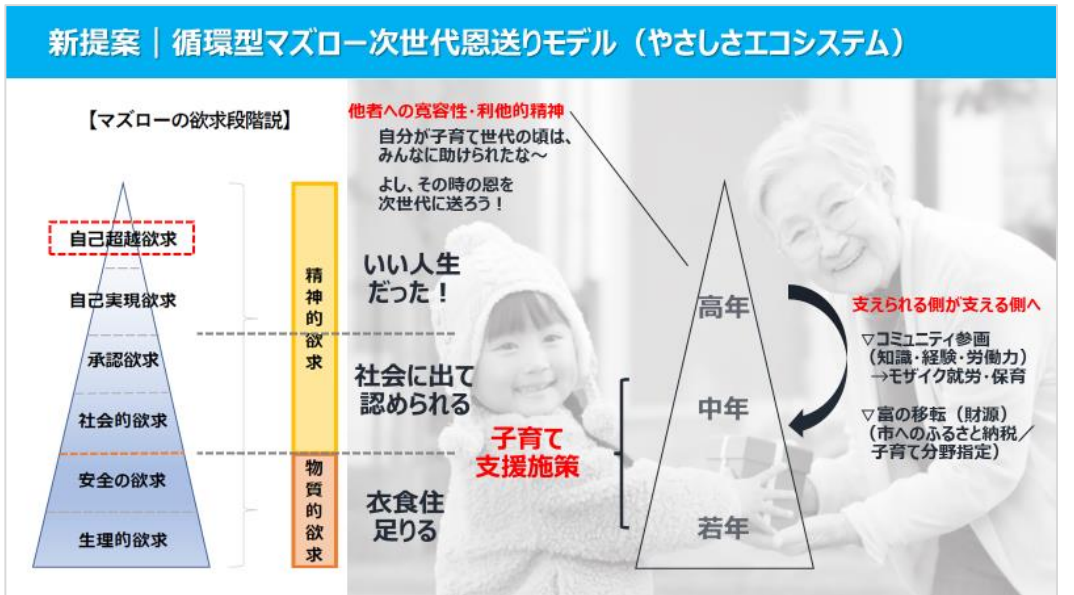 新提案｜循環型マズロー次世代恩送りモデル（やさしさエコシステム）
【マズローの欲求段階説】
自己超越欲求
自己実現欲求
承認欲求
社会的欲求
安全の欲求
生理的欲求
精神的欲求
物質的欲求
他者への寛容性・利他的精神
自分が子育て世代の頃は、
みんなに助けられたな～
よし、その時の恩を
次世代に送ろう！
いい人生
だった！
社会に出て
認められる
衣食住
足りる
子育て
支援施策
高年
中年
若年
支えられる側が支える側へ
▽コミュニティ参画
（知識・経験・労働力）
→モザイク就労・保育
▽富の移転（財源）
（市へのふるさと納税／
子育て分野指定）